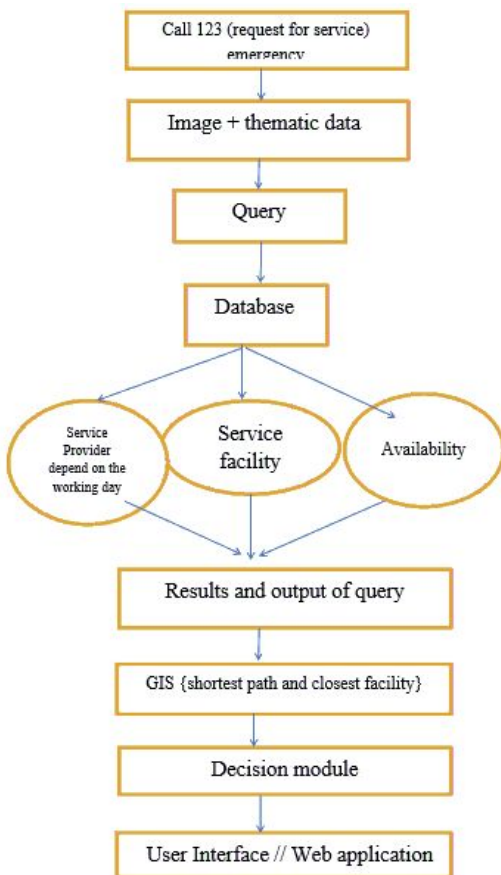 Call 123 (request for service)
emergency
Image + thematic data
Query
Database
Service
Provider
depend on the
working day
Service
facility
Availability
Results and output of query
GIS {shortest path and closest facility}
Decision module
User Interface // Web application